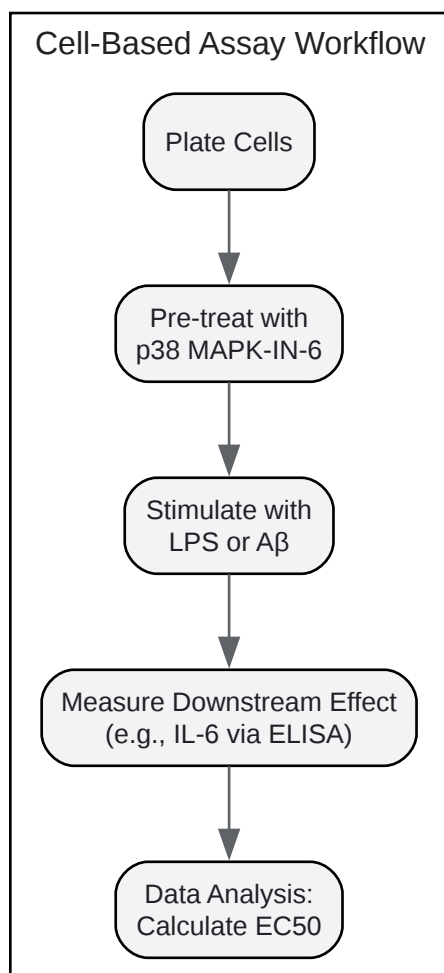 Cell-Based Assay Workflow
Plate Cells
Pre-treat with
p38 MAPK-IN-6
Stimulate with
LPS or Aβ
Measure Downstream Effect
(e.g., IL-6 via ELISA)
Data Analysis:
Calculate EC50